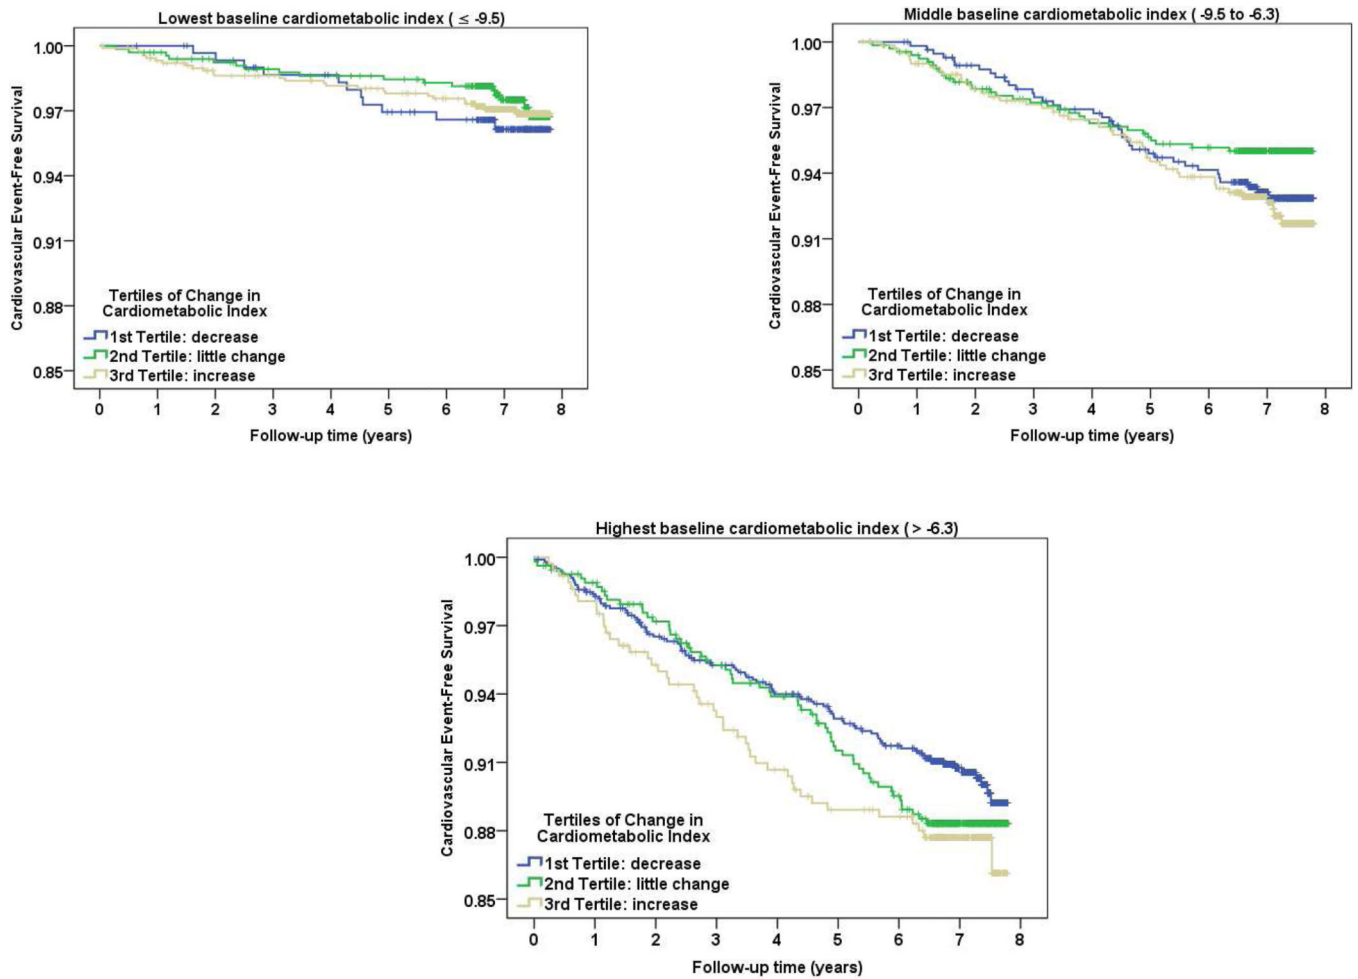 Lowest baseline cardiometabolic index ( ≤ -9.5)
Cardiovascular Event-Free Survival
1.00
0.97
0.94
0.91
0.88
0.85
Tertiles of Change in
Cardiometabolic Index
1st Tertile: decrease
2nd Tertile: little change
3rd Tertile: increase
0 1 2 3 4 5 6 7 8
Follow-up time (years)
Middle baseline cardiometabolic index ( -9.5 to -6.3)
Cardiovascular Event-Free Survival
1.00
0.97
0.94
0.91
0.88
0.85
Tertiles of Change in
Cardiometabolic Index
1st Tertile: decrease
2nd Tertile: little change
3rd Tertile: increase
0 1 2 3 4 5 6 7 8
Follow-up time (years)
Highest baseline cardiometabolic index ( > -6.3)
Cardiovascular Event-Free Survival
1.00
0.97
0.94
0.91
0.88
0.85
Tertiles of Change in
Cardiometabolic Index
1st Tertile: decrease
2nd Tertile: little change
3rd Tertile: increase
0 1 2 3 4 5 6 7 8
Follow-up time (years)